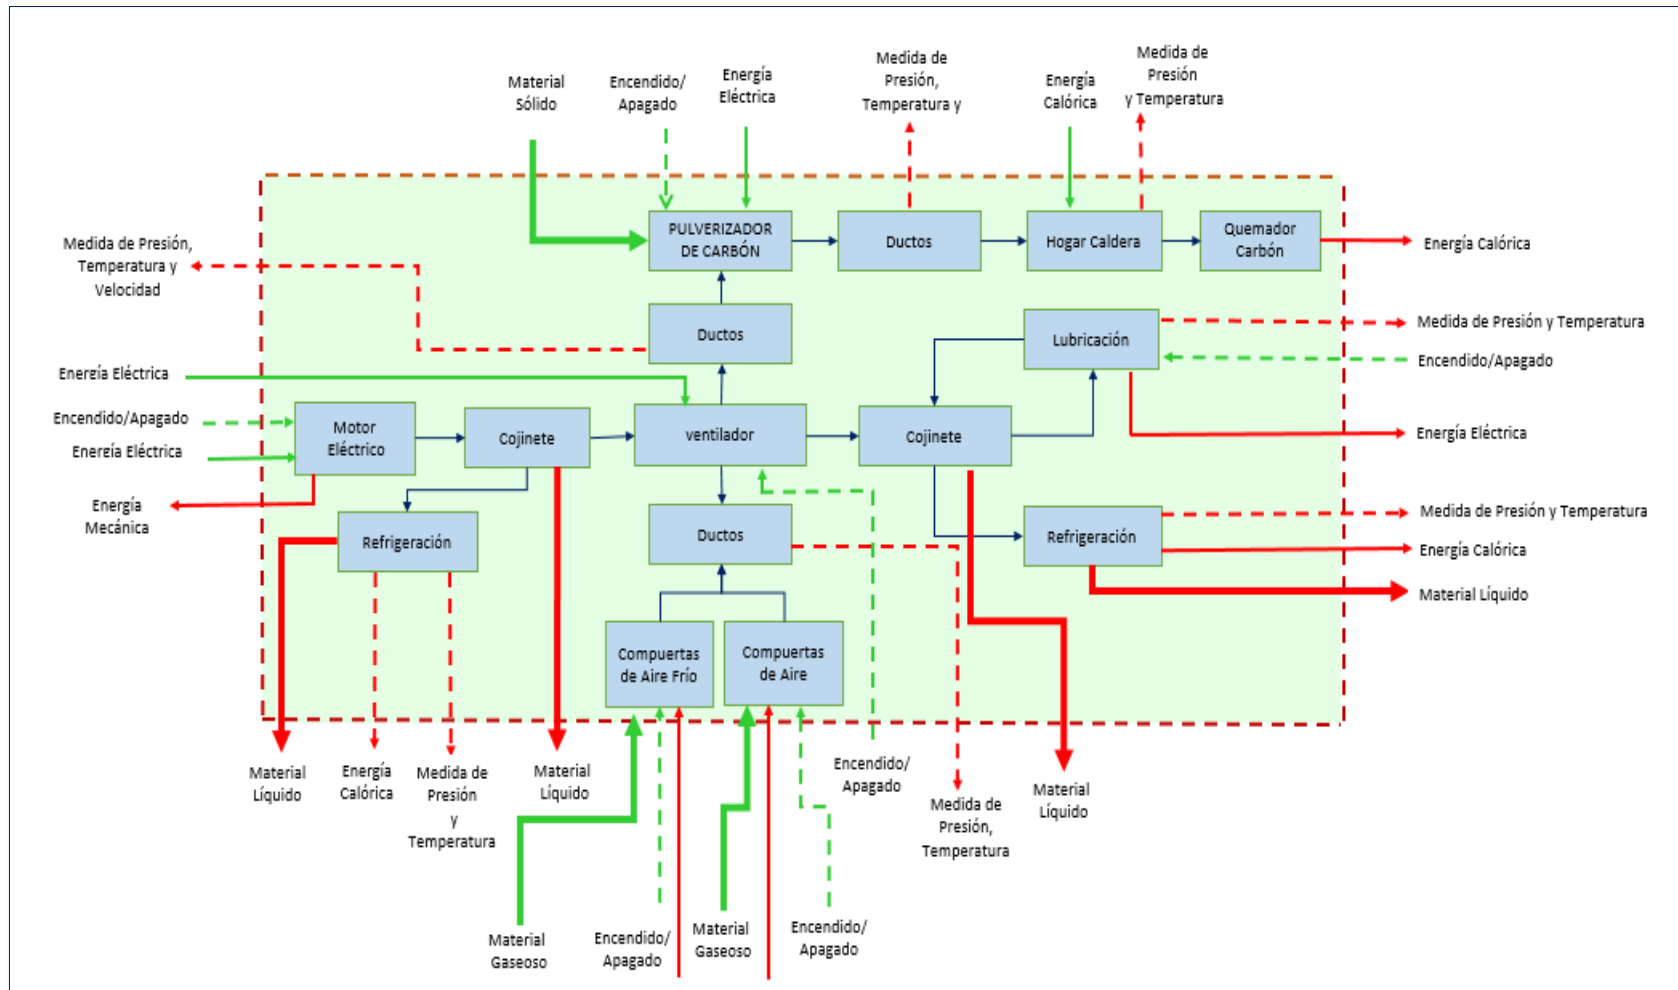 Material
Sólido
Encendido/
Apagado
Energía
Eléctrica
Medida de
Presión,
Temperatura y
Energía
Calórica
Medida de
Presión
y Temperatura
PULVERIZADOR
DE CARBÓN
Ductos
Hogar Caldera
Quemador
Carbón
Energía Calórica
Medida de Presión,
Temperatura y
Velocidad
Ductos
Lubricación
Medida de Presión y Temperatura
Encendido/Apagado
Energía Eléctrica
Encendido/Apagado
Energía Eléctrica
Motor
Eléctrico
Cojinete
ventilador
Cojinete
Energía Eléctrica
Energía
Mecánica
Refrigeración
Ductos
Refrigeración
Medida de Presión y Temperatura
Energía Calórica
Material Líquido
Compuertas
de Aire Frío
Compuertas
de Aire
Material
Líquido
Energía
Calórica
Medida de
Presión
y
Temperatura
Material
Líquido
Encendido/
Apagado
Medida de
Presión,
Temperatura
Material
Líquido
Material
Gaseoso
Encendido/
Apagado
Material
Gaseoso
Encendido/
Apagado